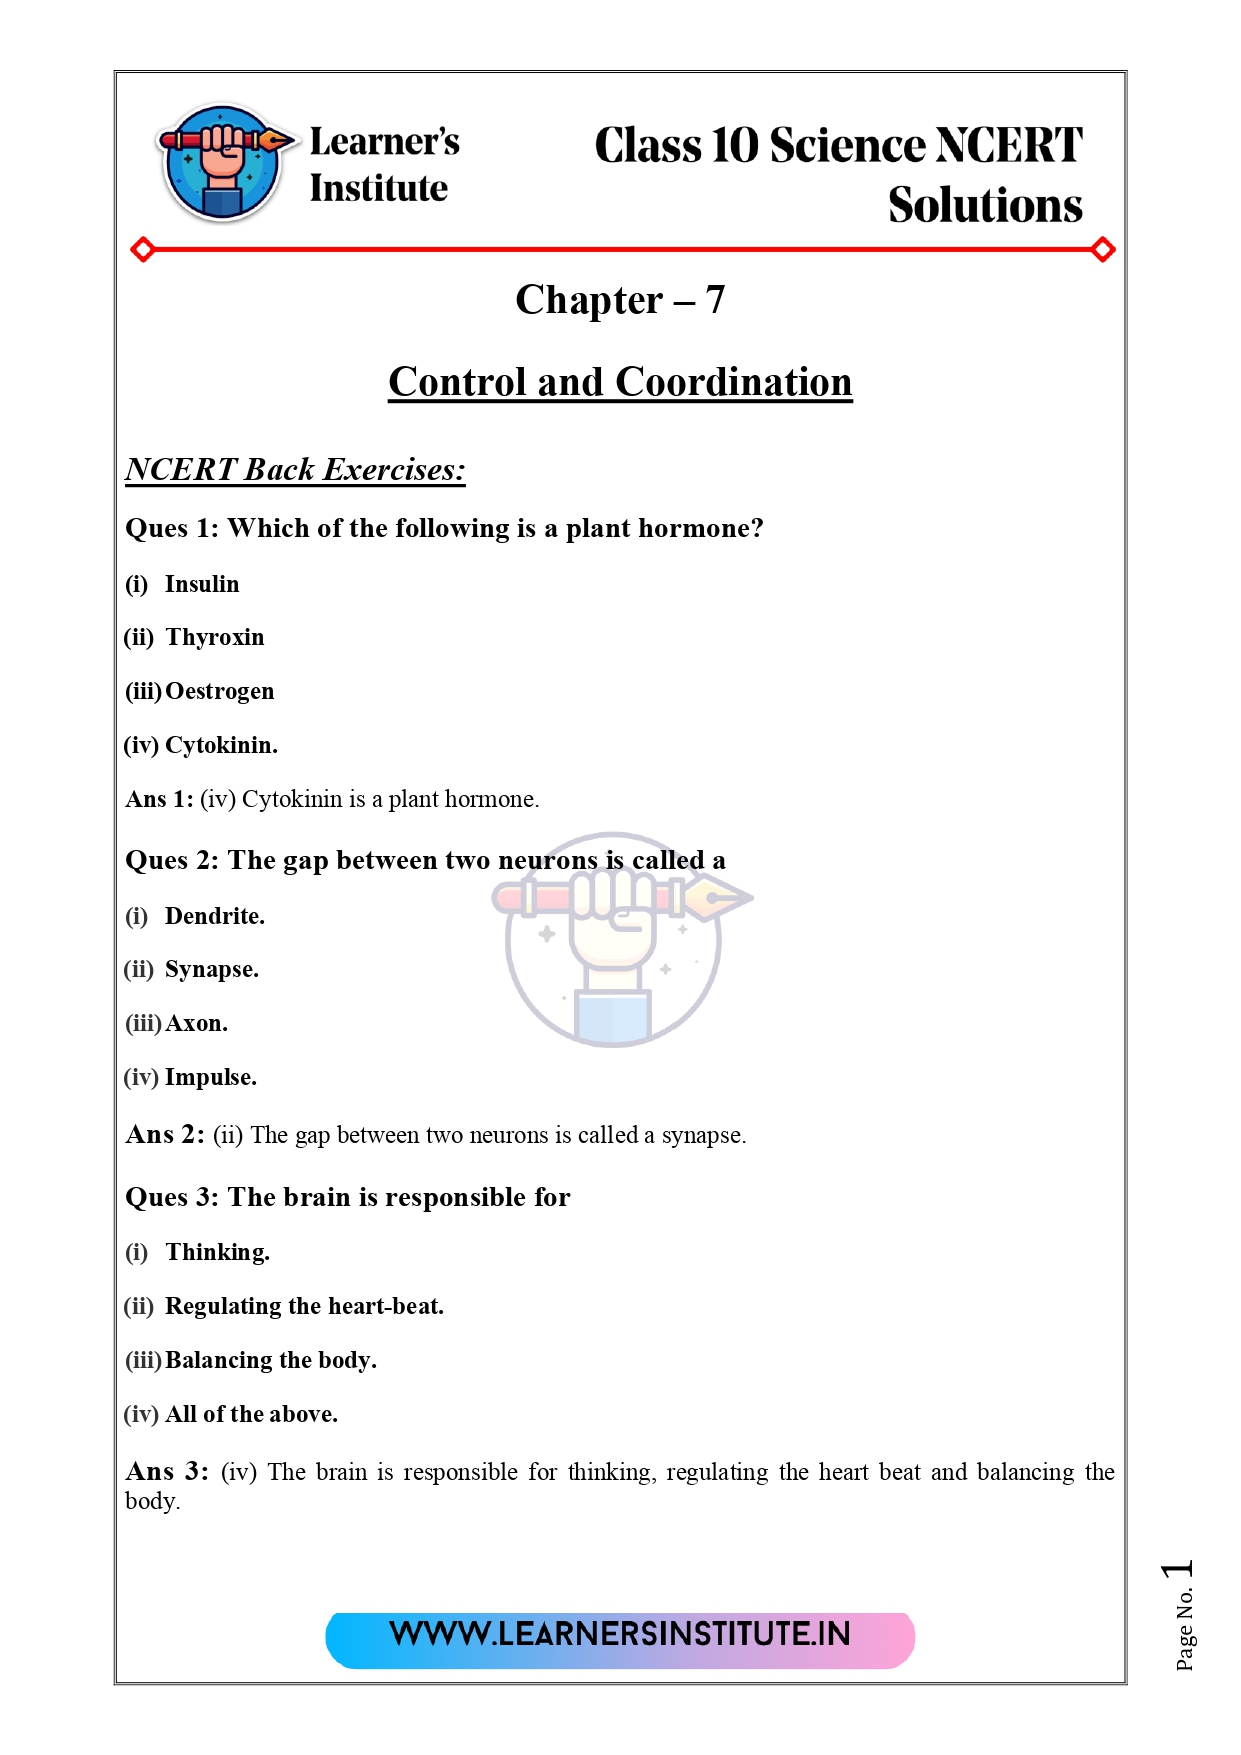 Learner's
Institute
Class 10 Science NCERT
Solutions
Chapter – 7
Control and Coordination
NCERT Back Exercises:
Ques 1: Which of the following is a plant hormone?
(i) Insulin
(ii) Thyroxin
(iii) Oestrogen
(iv) Cytokinin.
Ans 1: (iv) Cytokinin is a plant hormone.
Ques 2: The gap between two neurons is called a
(i) Dendrite.
(ii) Synapse.
(iii) Axon.
(iv) Impulse.
Ans 2: (ii) The gap between two neurons is called a synapse.
Ques 3: The brain is responsible for
(i) Thinking.
(ii) Regulating the heart-beat.
(iii) Balancing the body.
(iv) All of the above.
Ans 3: (iv) The brain is responsible for thinking, regulating the heart beat and balancing the
body.
WWW.LEARNERSINSTITUTE.IN
Page No. 1